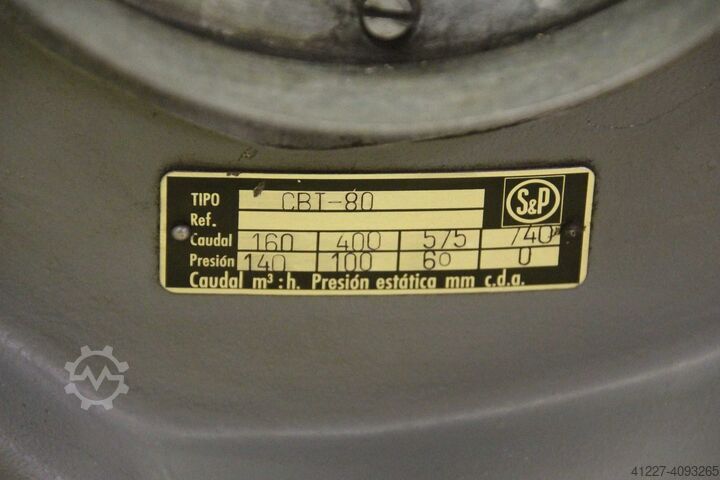 TIPO CBT-80
S&P
Ref.
Caudal 160 400 575 740
Presión 140 100 60 0
Caudal m³:h. Presión estática mm c.d.a.
41227-4093265